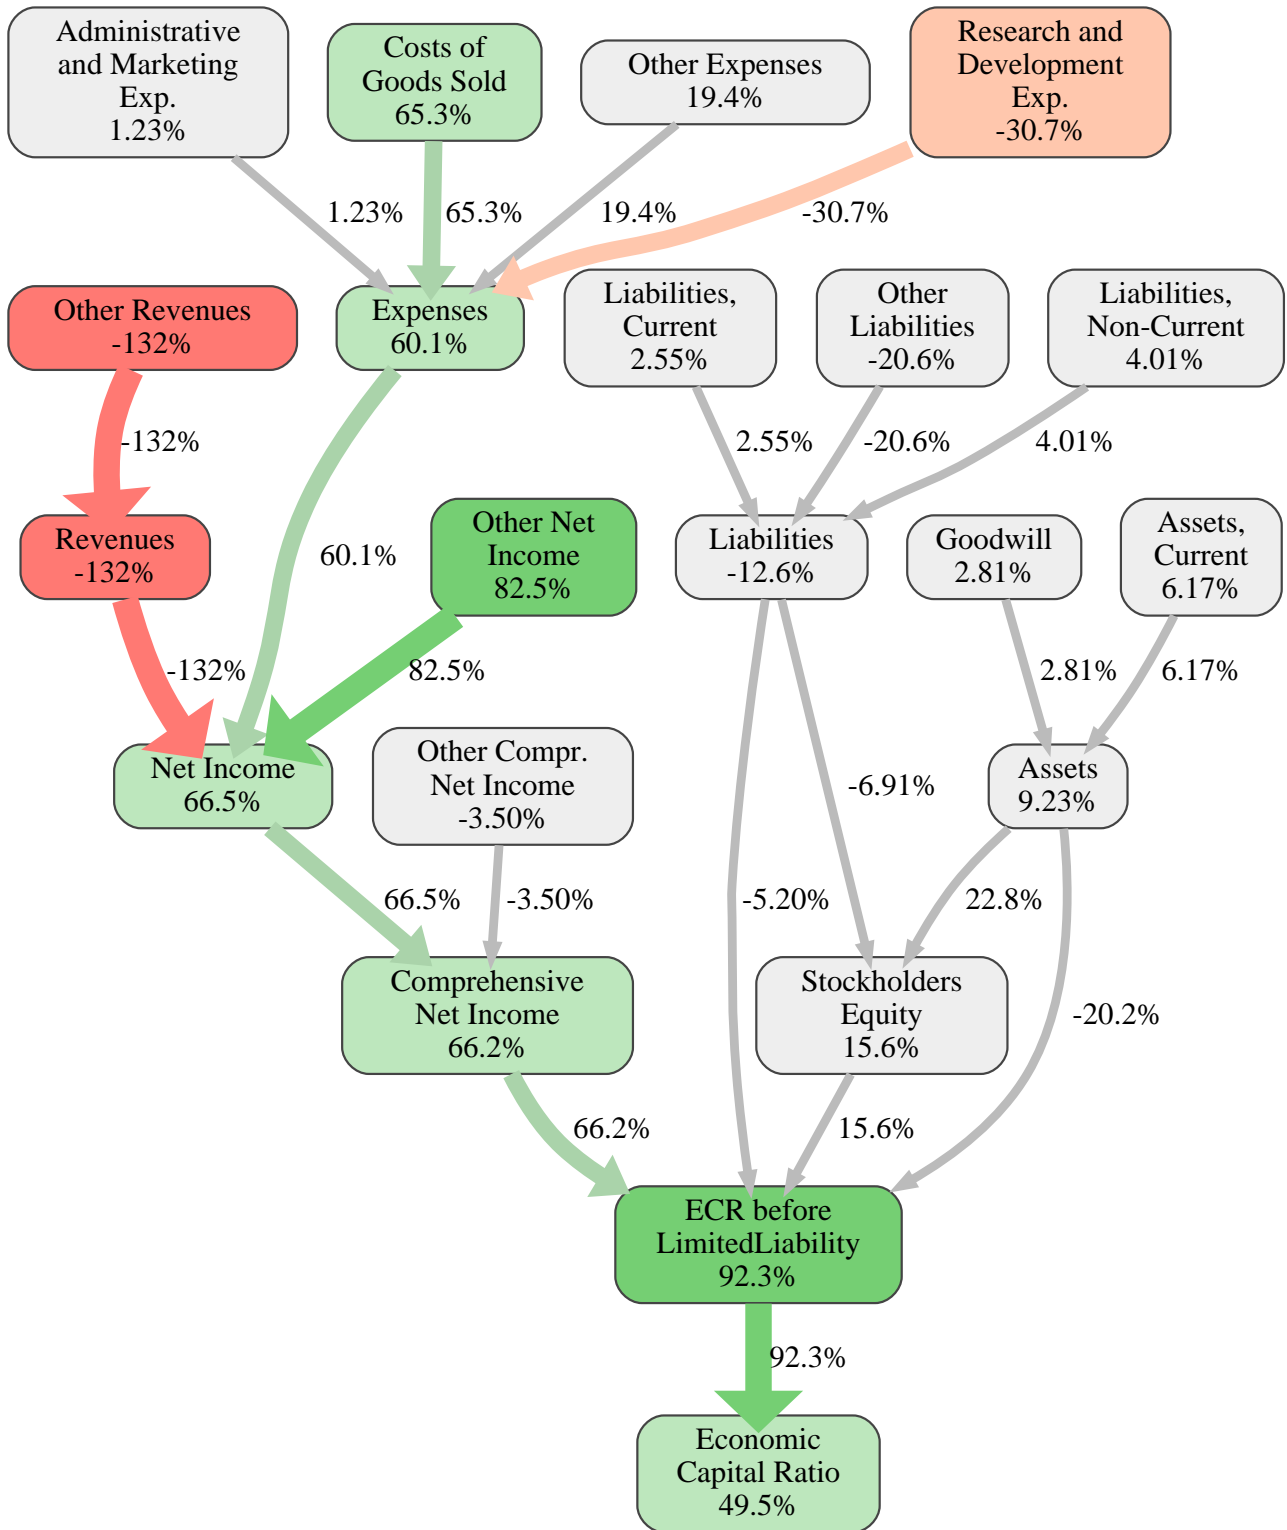 Administrative
and Marketing
Exp.
1.23%
Costs of
Goods Sold
65.3%
Other Expenses
19.4%
Research and
Development
Exp.
-30.7%
1.23%
65.3%
19.4%
-30.7%
Other Revenues
-132%
Expenses
60.1%
Liabilities,
Current
2.55%
Other
Liabilities
-20.6%
Liabilities,
Non-Current
4.01%
-132%
2.55%
-20.6%
4.01%
Revenues
-132%
60.1%
Other Net
Income
82.5%
Liabilities
-12.6%
Goodwill
2.81%
Assets,
Current
6.17%
-132%
82.5%
2.81%
6.17%
Net Income
66.5%
Other Compr.
Net Income
-3.50%
-6.91%
Assets
9.23%
66.5%
-3.50%
-5.20%
22.8%
Comprehensive
Net Income
66.2%
Stockholders
Equity
15.6%
-20.2%
66.2%
15.6%
ECR before
LimitedLiability
92.3%
92.3%
Economic
Capital Ratio
49.5%